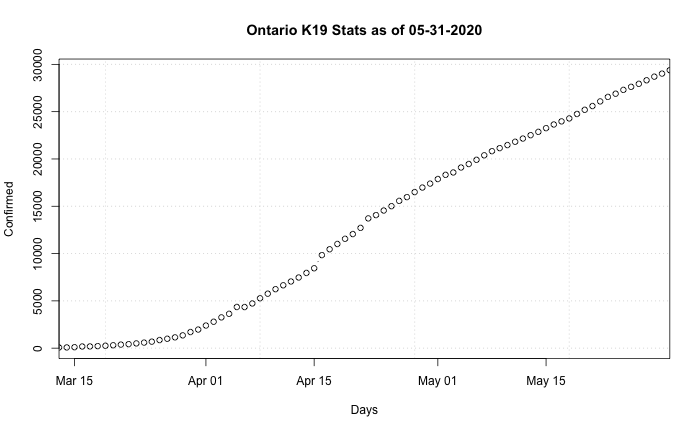 Ontario K19 Stats as of 05-31-2020
30000
25000
20000
15000
10000
5000
0
Confirmed
Mar 15
Apr 01
Apr 15
May 01
May 15
Days